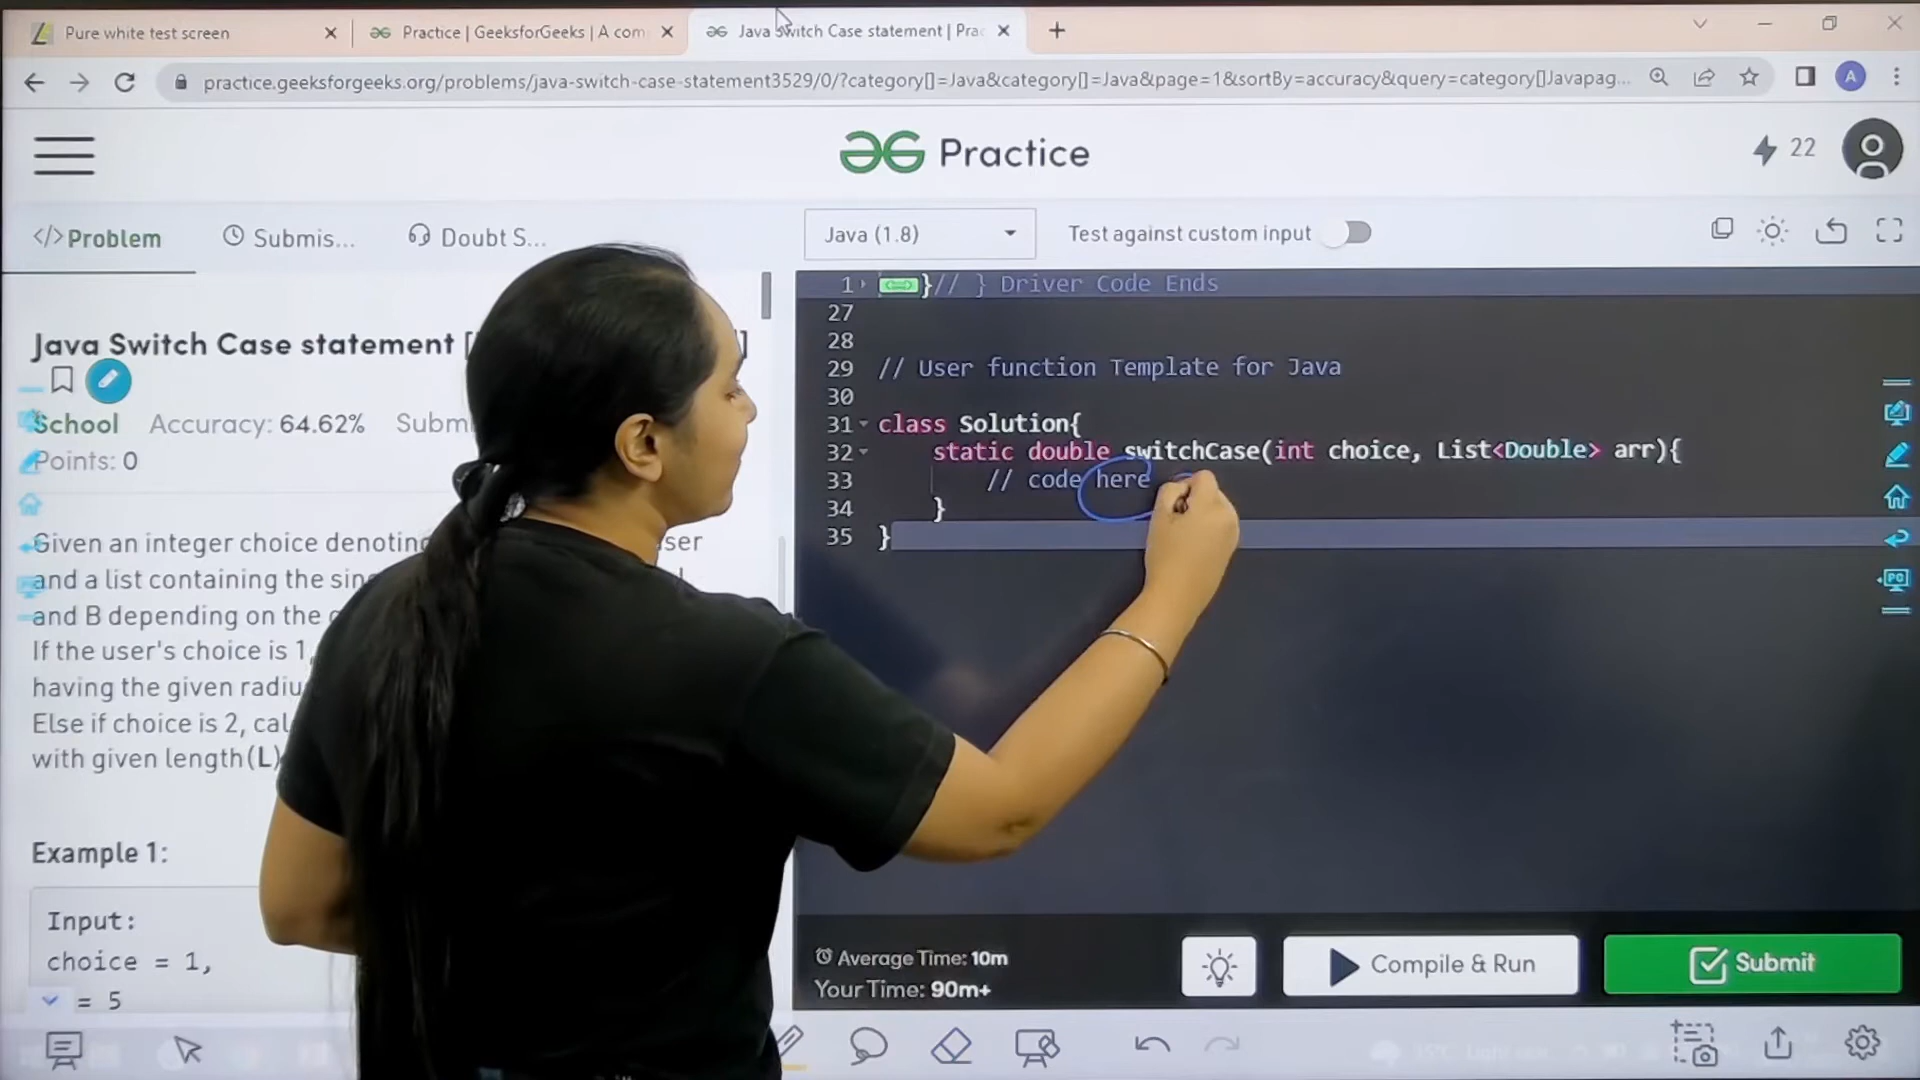 Pure white test screen
Practice | GeeksforGeeks | A com
Java Switch Case statement | Prac
practice.geeksforgeeks.org/problems/java-switch-case-statement3529/0/?category[]=Java&category[]=Java&page=1&sortBy=accuracy&query=category[]Javapag...
A
Practice
22
</>Problem
Submis...
Doubt S...
Java (1.8)
Test against custom input
Java Switch Case statement [
]
School Accuracy: 64.62% Subm
Points: 0
Given an integer choice denoting
ser
and a list containing the sin
and B depending on the
If the user's choice is 1,
having the given radiu
Else if choice is 2, cal
with given length(L)
Example 1:
Input:
choice = 1,
= 5
1 }// } Driver Code Ends
27
28
29 // User function Template for Java
30
31 class Solution{
32 static double switchCase(int choice, List<Double> arr){
33 // code here
34 }
35 }
PC
Average Time: 10m
Your Time: 90m+
Compile & Run
Submit